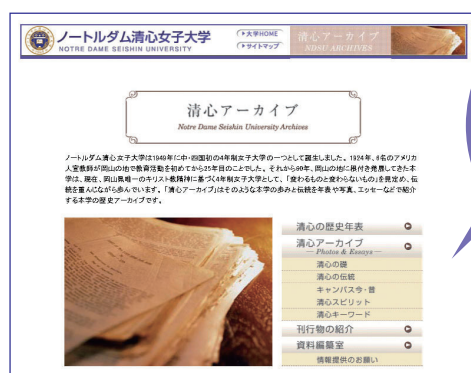 ノートルダム清心女子大学
NOTRE DAME SEISHIN UNIVERSITY
大学HOME
サイトマップ
清心アーカイブ
NDSU ARCHIVES
清心アーカイブ
Notre Dame Seishin University Archives
ノートルダム清心女子大学は1949年に中・四国初の4年制女子大学の一つとして誕生しました。1924年、6名のアメリカ
人宣教師が岡山の地で教育活動を初めてから25年目のことでした。それから60年、岡山の地に根付き発展してきた本
学は、現在、岡山県唯一のキリスト教精神に基づく4年制女子大学として、「変わるものと変わらないもの」を見定め、伝
統を重んじながら歩んでいます。「清心アーカイブ」はそのような本学の歩みと伝統を年表や写真、エッセーなどで紹介
する本学の歴史アーカイブです。
清心の歴史年表
清心アーカイブ
— Photos & Essays —
清心の礎
清心の伝統
キャンパス今・昔
清心スピリット
清心キーワード
刊行物の紹介
資料編纂室
情報提供のお願い